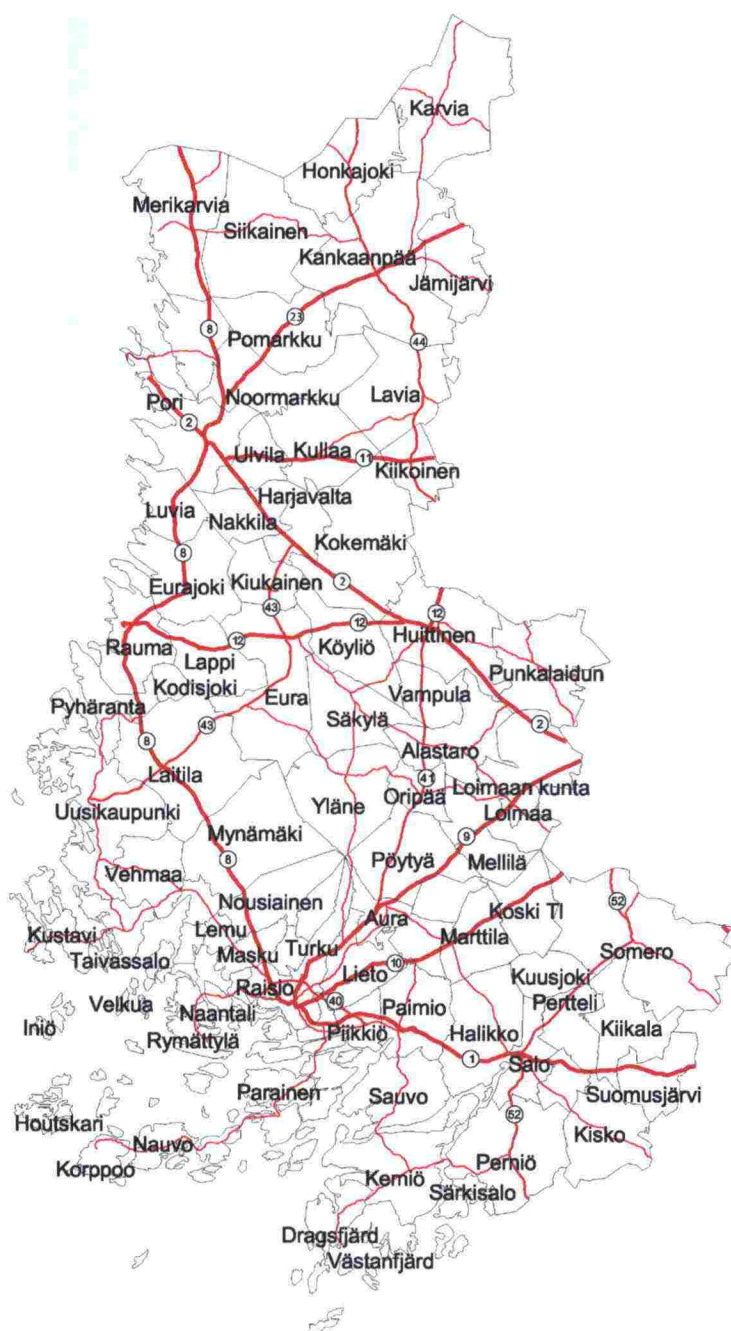 Karvia
Honkajoki
Merikarvia
Siikainen
Kankaanpää
Jämijärvi
23
8
Pomarkku
44
Noormarkku
Lavia
Pori
2
Ulvila
Kullaa
11
Kiikoinen
Harjavalta
Luvia
Nakkila
Kokemäki
8
Eurajoki
Kiukainen
2
43
12
12
12
Huittinen
Rauma
Lappi
Köyliö
Punkalaidun
Kodisjoki
Eura
Vampula
Pyhäranta
Säkylä
43
2
8
Alastaro
Laitila
41
Loimaan kunta
Uusikaupunki
Yläne
Oripää
Loimaa
Mynämäki
9
8
Pöytyä
Mellilä
Vehmaa
Nousiainen
52
Aura
Koski Tl
Kustavi
Lemu
Marttila
Taivassalo
Masku
Turku
Somero
10
Lieto
Kuusjoki
Raisio
Velkua
Naantali
40
Paimio
Pertteli
Iniö
Kiikala
Rymättylä
Piikkiö
Halikko
1
Salo
Parainen
Sauvo
Suomusjärvi
Houtskari
52
Kisko
Nauvo
Korppoo
Perniö
Kemiö
Särkisalo
Dragsfjärd
Västanfjärd